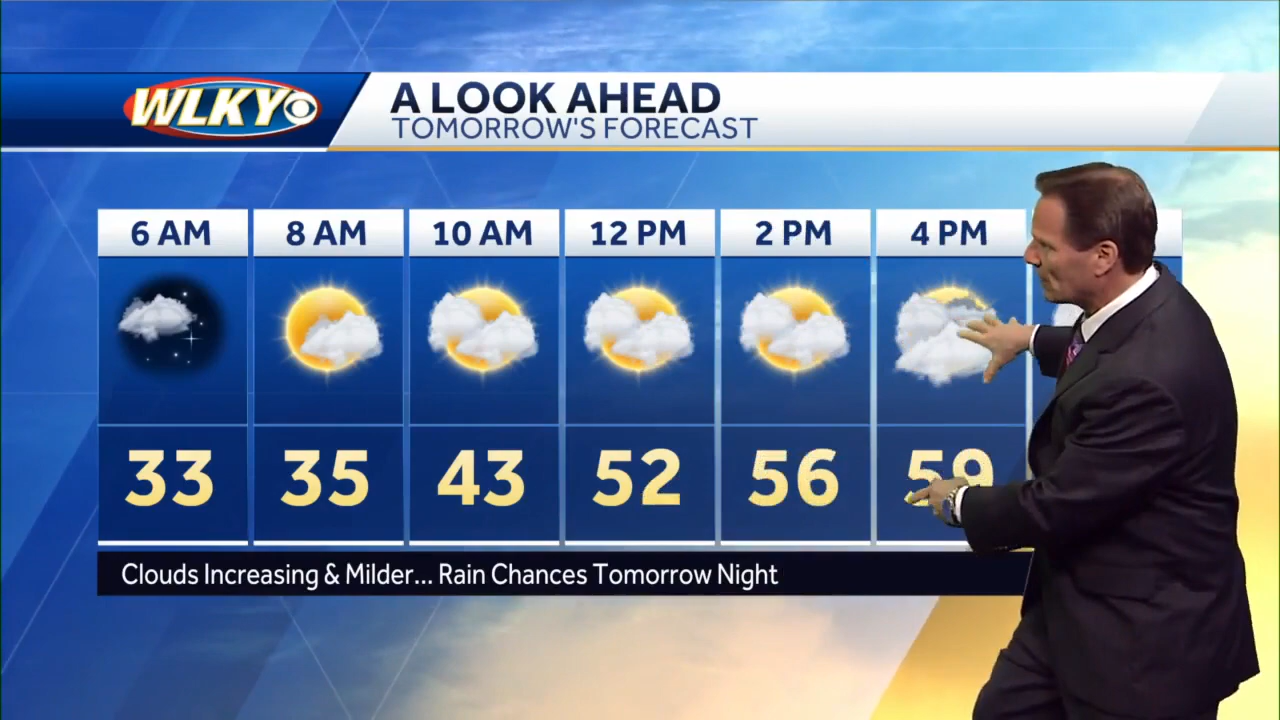 WLKY
A LOOK AHEAD
TOMORROW'S FORECAST
6 AM 8 AM 10 AM 12 PM 2 PM 4 PM
33 35 43 52 56 59
Clouds Increasing & Milder... Rain Chances Tomorrow Night